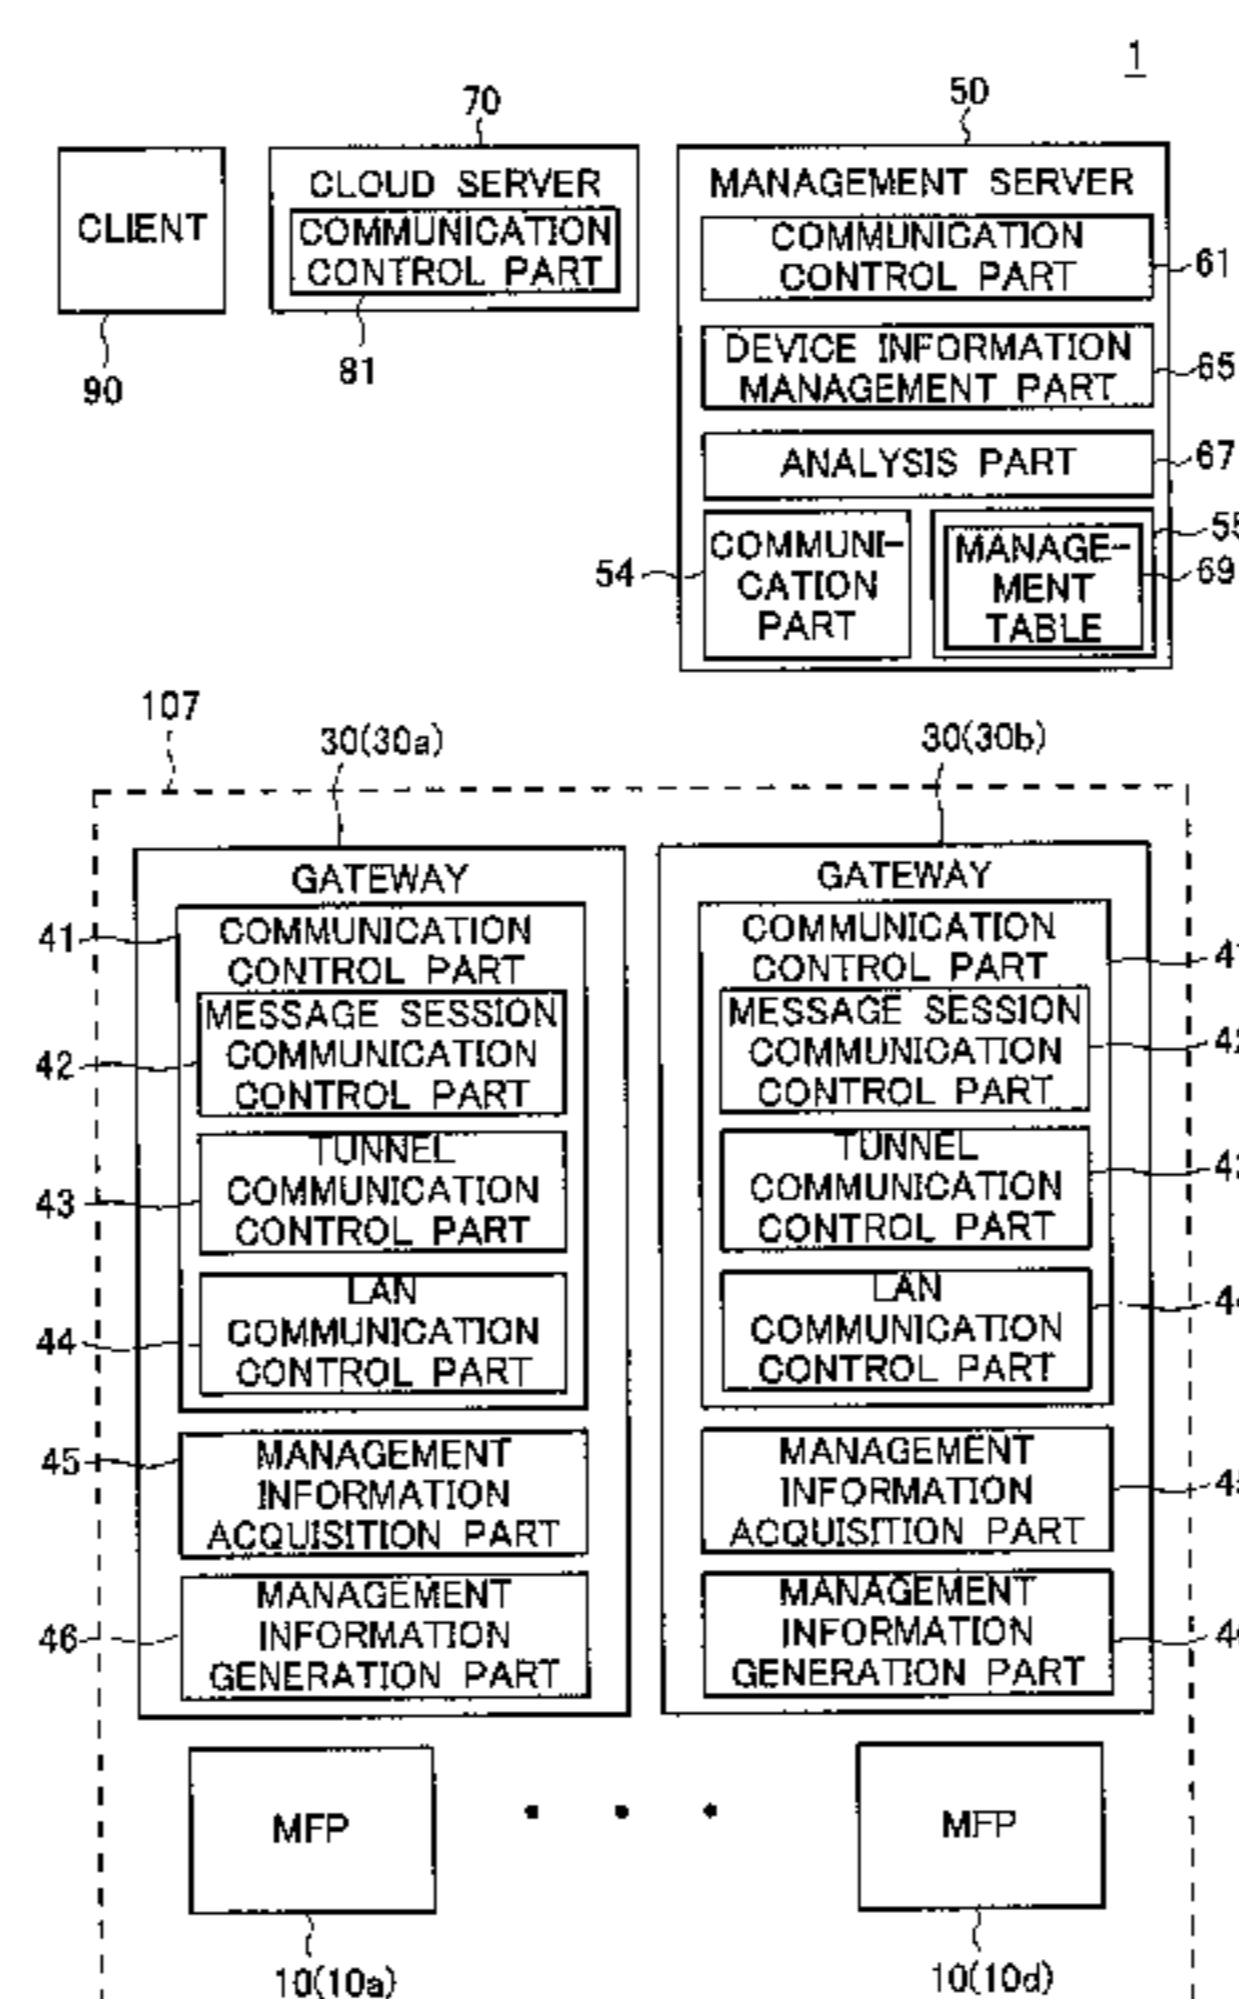 1
70
50
CLIENT
CLOUD SERVER
COMMUNICATION
CONTROL PART
81
90
MANAGEMENT SERVER
COMMUNICATION
CONTROL PART
61
DEVICE INFORMATION
MANAGEMENT PART
65
ANALYSIS PART
67
54
COMMUNI-
CATION
PART
55
MANAGE-
MENT
TABLE
69
107
30(30a)
30(30b)
GATEWAY
41
COMMUNICATION
CONTROL PART
42
MESSAGE SESSION
COMMUNICATION
CONTROL PART
43
TUNNEL
COMMUNICATION
CONTROL PART
44
LAN
COMMUNICATION
CONTROL PART
45
MANAGEMENT
INFORMATION
ACQUISITION PART
46
MANAGEMENT
INFORMATION
GENERATION PART
GATEWAY
COMMUNICATION
CONTROL PART
MESSAGE SESSION
COMMUNICATION
CONTROL PART
TUNNEL
COMMUNICATION
CONTROL PART
LAN
COMMUNICATION
CONTROL PART
MANAGEMENT
INFORMATION
ACQUISITION PART
MANAGEMENT
INFORMATION
GENERATION PART
MFP
MFP
10(10a)
10(10d)